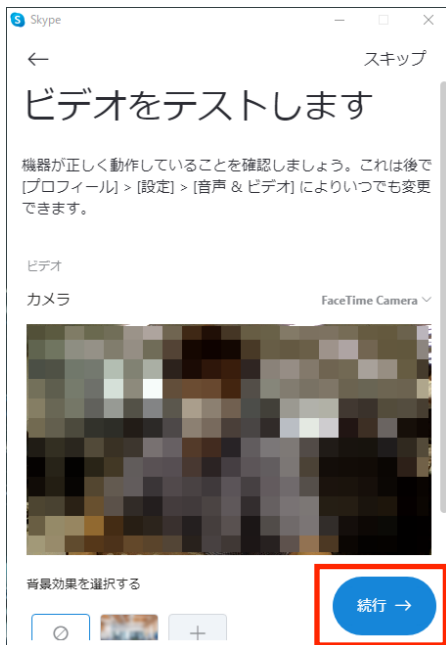 Skype
スキップ
ビデオをテストします
機器が正しく動作していることを確認しましょう。これは後で
[プロフィール] > [設定] > [音声 & ビデオ] によりいつでも変更
できます。
ビデオ
カメラ
FaceTime Camera
背景効果を選択する
続行 →